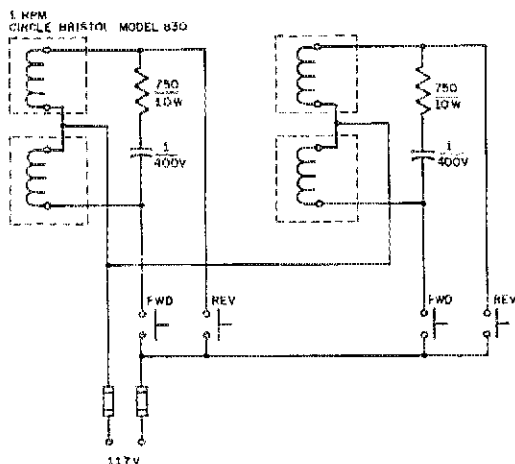 1 RPM
CIRCLE BRISTOL MODEL 830
750
10W
1
400V
750
10W
1
400V
FWD
REV
FWD
REV
117V